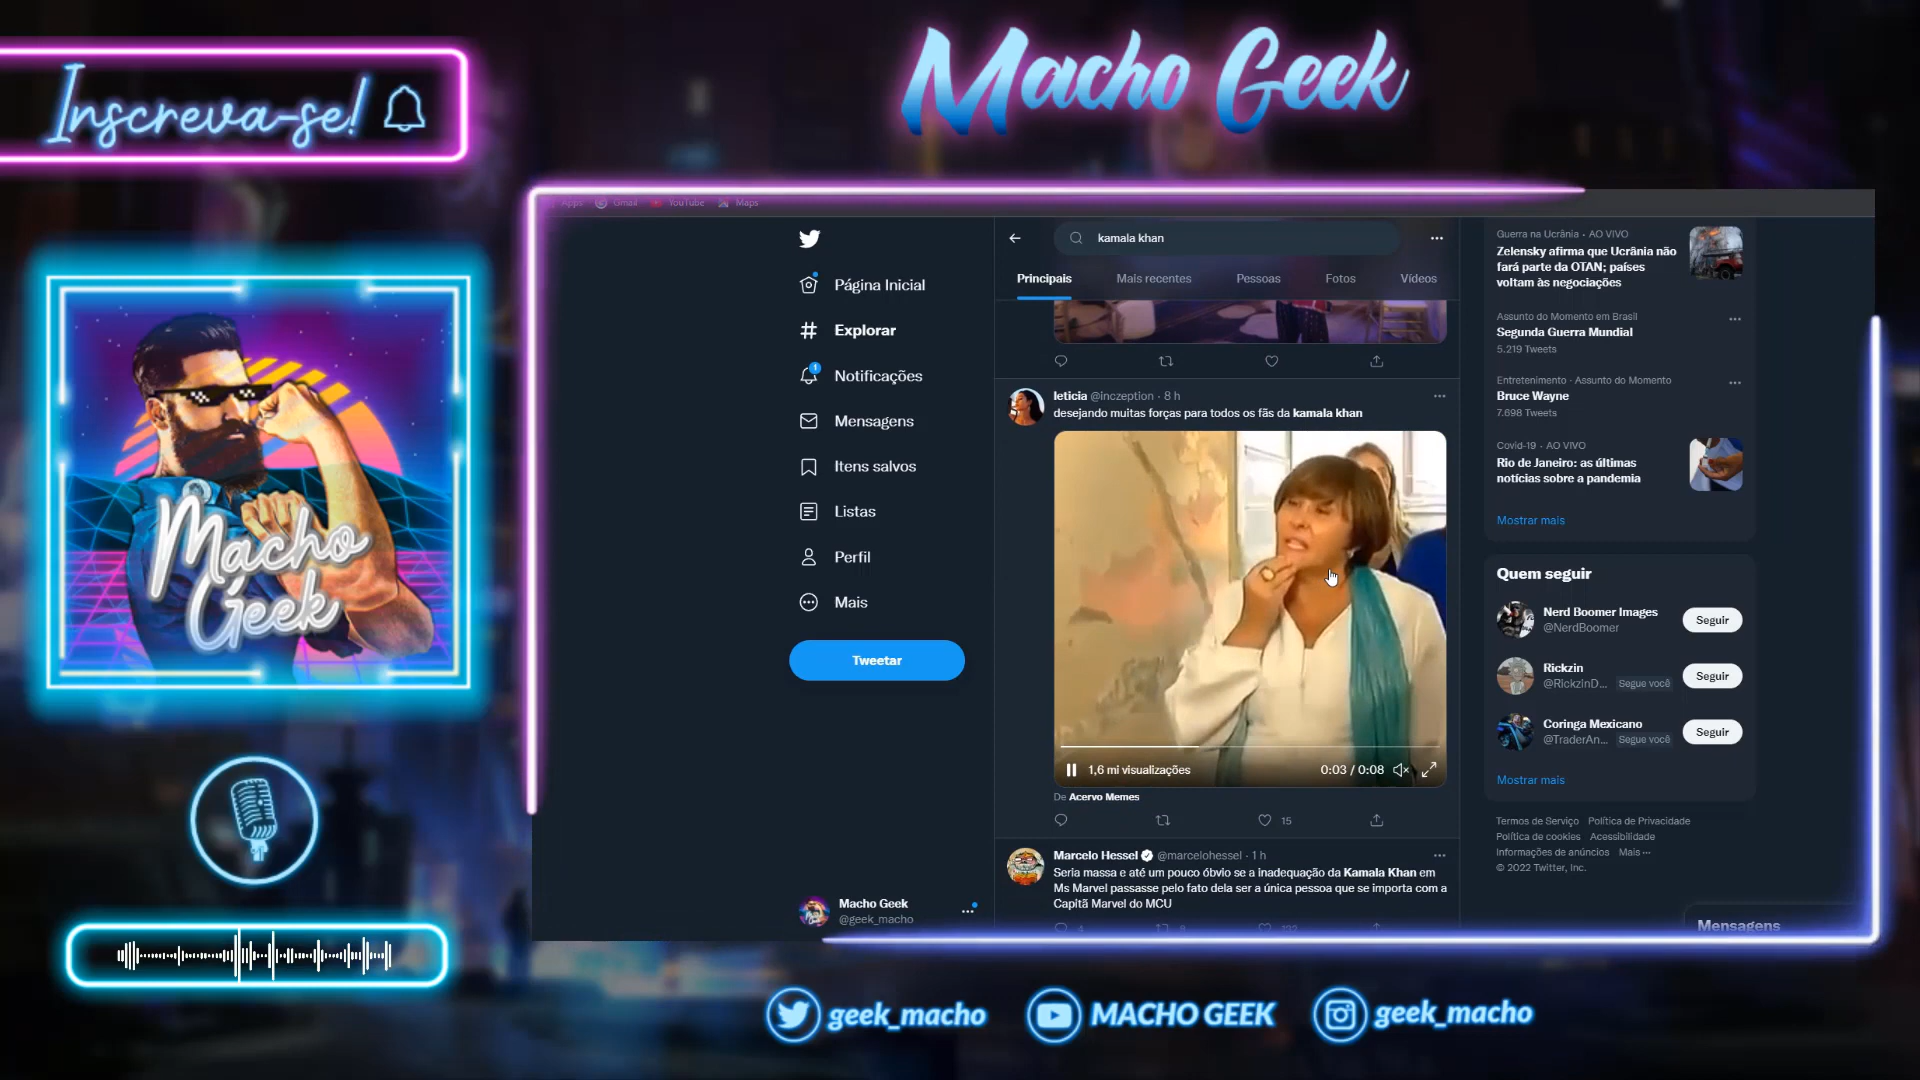 Inscreva-se!
Macho Geek
Apps
Gmail
YouTube
Maps
Página Inicial
Explorar
1
Notificações
Mensagens
Itens salvos
Listas
Perfil
Mais
Tweetar
Macho Geek
@geek_macho
kamala khan
Principais
Mais recentes
Pessoas
Fotos
Vídeos
leticia @inczeption · 8 h
desejando muitas forças para todos os fãs da kamala khan
1,6 mi visualizações
0:03 / 0:08
De Acervo Memes
15
Marcelo Hessel @marcelohessel · 1 h
Seria massa e até um pouco óbvio se a inadequação da Kamala Khan em
Ms Marvel passasse pelo fato dela ser a única pessoa que se importa com a
Capitã Marvel do MCU
Guerra na Ucrânia · AO VIVO
Zelensky afirma que Ucrânia não
fará parte da OTAN; países
voltam às negociações
Assunto do Momento em Brasil
Segunda Guerra Mundial
5.219 Tweets
Entretenimento · Assunto do Momento
Bruce Wayne
7.698 Tweets
Covid-19 · AO VIVO
Rio de Janeiro: as últimas
notícias sobre a pandemia
Mostrar mais
Quem seguir
Nerd Boomer Images
@NerdBoomer
Seguir
Rickzin
@RickzinD... Segue você
Seguir
Coringa Mexicano
@TraderAn... Segue você
Seguir
Mostrar mais
Termos de Serviço Política de Privacidade
Política de cookies Acessibilidade
Informações de anúncios Mais ···
© 2022 Twitter, Inc.
Mensagens
Macho
Geek
geek_macho
MACHO GEEK
geek_macho